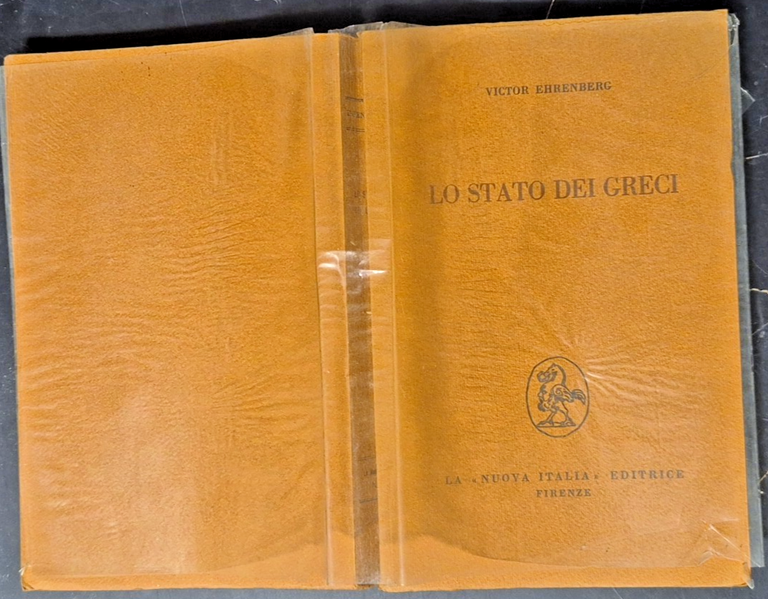 VICTOR EHRENBERG
LO STATO DEI GRECI
LA «NUOVA ITALIA» EDITRICE
FIRENZE